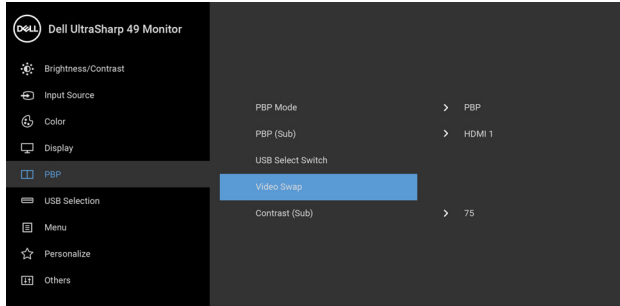 DELL Dell UltraSharp 49 Monitor
Brightness/Contrast
Input Source
Color
Display
PBP
USB Selection
Menu
Personalize
Others
PBP Mode > PBP
PBP (Sub) > HDMI 1
USB Select Switch
Video Swap
Contrast (Sub) > 75